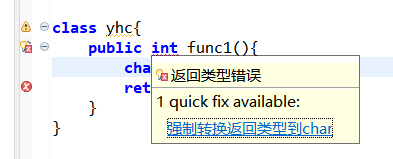 class yhc{
public int func1(){
cha
返回类型错误
ret
1 quick fix available:
强制转换返回类型到char
}
}